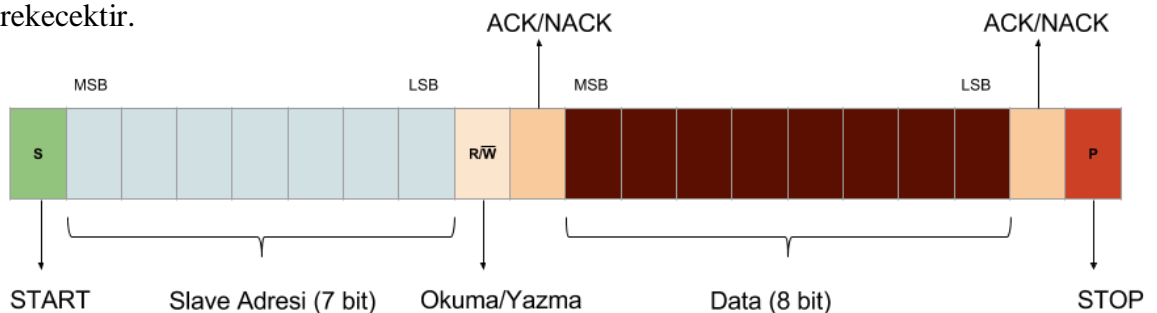 rekecektir.
ACK/NACK ACK/NACK
MSB LSB MSB LSB
S R/W̅ P
START Slave Adresi (7 bit) Okuma/Yazma Data (8 bit) STOP